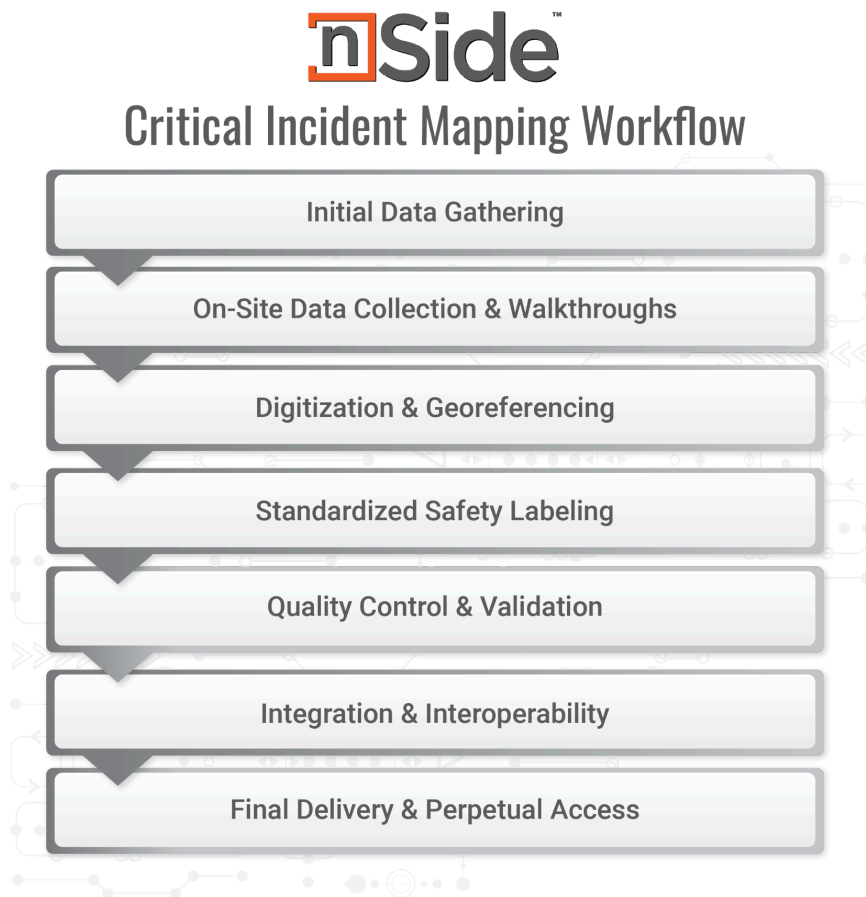 nSide™
Critical Incident Mapping Workflow
Initial Data Gathering
On-Site Data Collection & Walkthroughs
Digitization & Georeferencing
Standardized Safety Labeling
Quality Control & Validation
Integration & Interoperability
Final Delivery & Perpetual Access